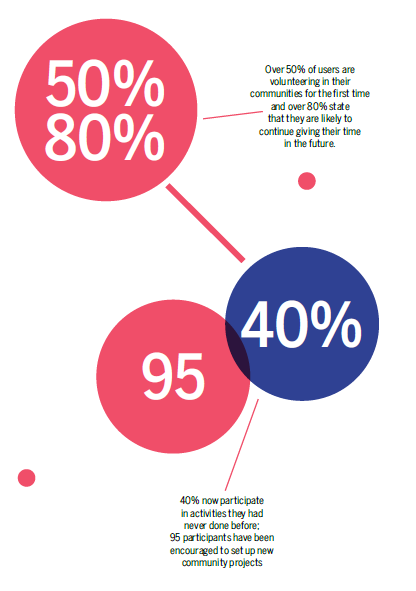 50%
80%
Over 50% of users are
volunteering in their
communities for the first time
and over 80% state
that they are likely to
continue giving their time
in the future.
40%
95
40% now participate
in activities they had
never done before;
95 participants have been
encouraged to set up new
community projects